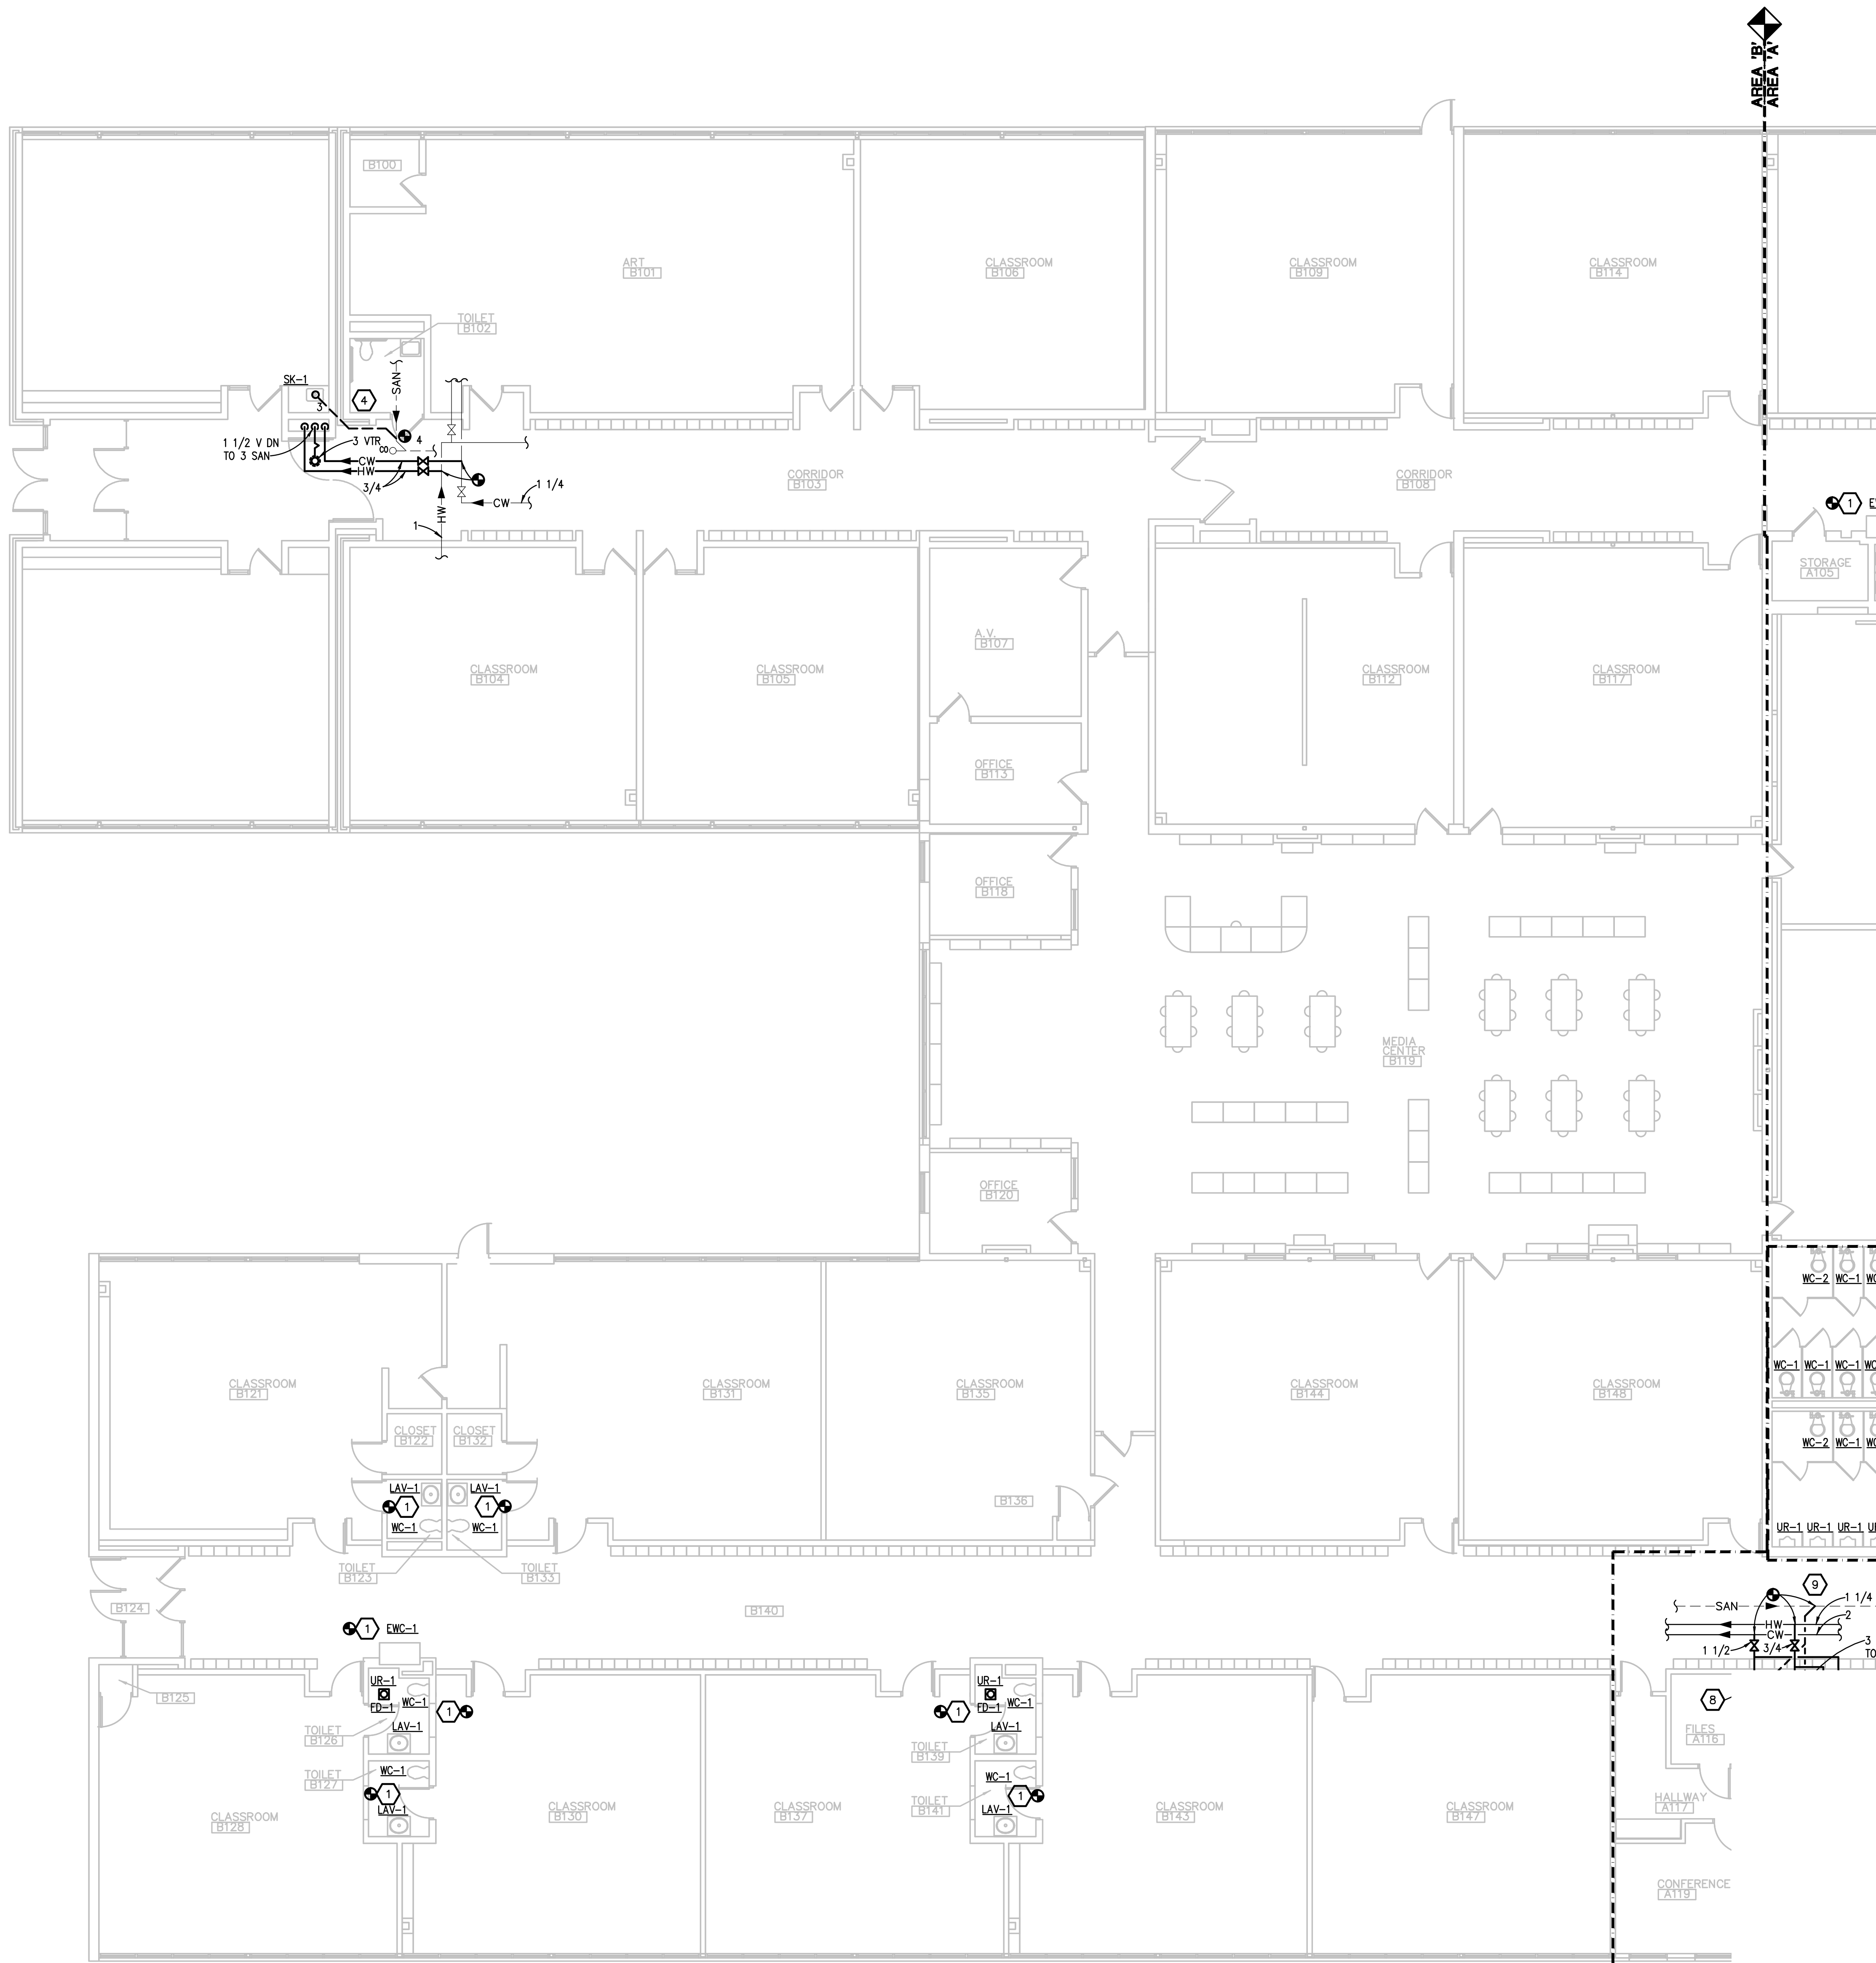 AREA 'B'
AREA 'A'
B100
ART
B101
CLASSROOM
B106
CLASSROOM
B109
CLASSROOM
B114
TOILET
B102
SK-1
3
4
SAN
4
CO
1 1/2 V DN
TO 3 SAN
3 VTR
CW
HW
3/4
HW
1
CW
1 1/4
CORRIDOR
B103
CORRIDOR
B108
1
STORAGE
A105
A.V.
B107
CLASSROOM
B104
CLASSROOM
B105
CLASSROOM
B112
CLASSROOM
B117
OFFICE
B113
OFFICE
B118
MEDIA
CENTER
B119
OFFICE
B120
WC-2
WC-1
WC-1
WC-1
WC-1
WC-2
WC-1
UR-1
UR-1
UR-1
CLASSROOM
B121
CLASSROOM
B131
CLASSROOM
B135
CLASSROOM
B144
CLASSROOM
B148
CLOSET
B122
CLOSET
B132
LAV-1
LAV-1
1
1
WC-1
WC-1
B136
TOILET
B123
TOILET
B133
B124
B140
1
EWC-1
9
SAN
1 1/4
HW
CW
2
1 1/2
3/4
3
TO
8
B125
UR-1
FD-1
WC-1
1
TOILET
B126
LAV-1
TOILET
B127
WC-1
1
LAV-1
UR-1
FD-1
WC-1
1
LAV-1
TOILET
B139
WC-1
1
TOILET
B141
LAV-1
FILES
A116
HALLWAY
A117
CLASSROOM
B128
CLASSROOM
B130
CLASSROOM
B137
CLASSROOM
B143
CLASSROOM
B147
CONFERENCE
A119